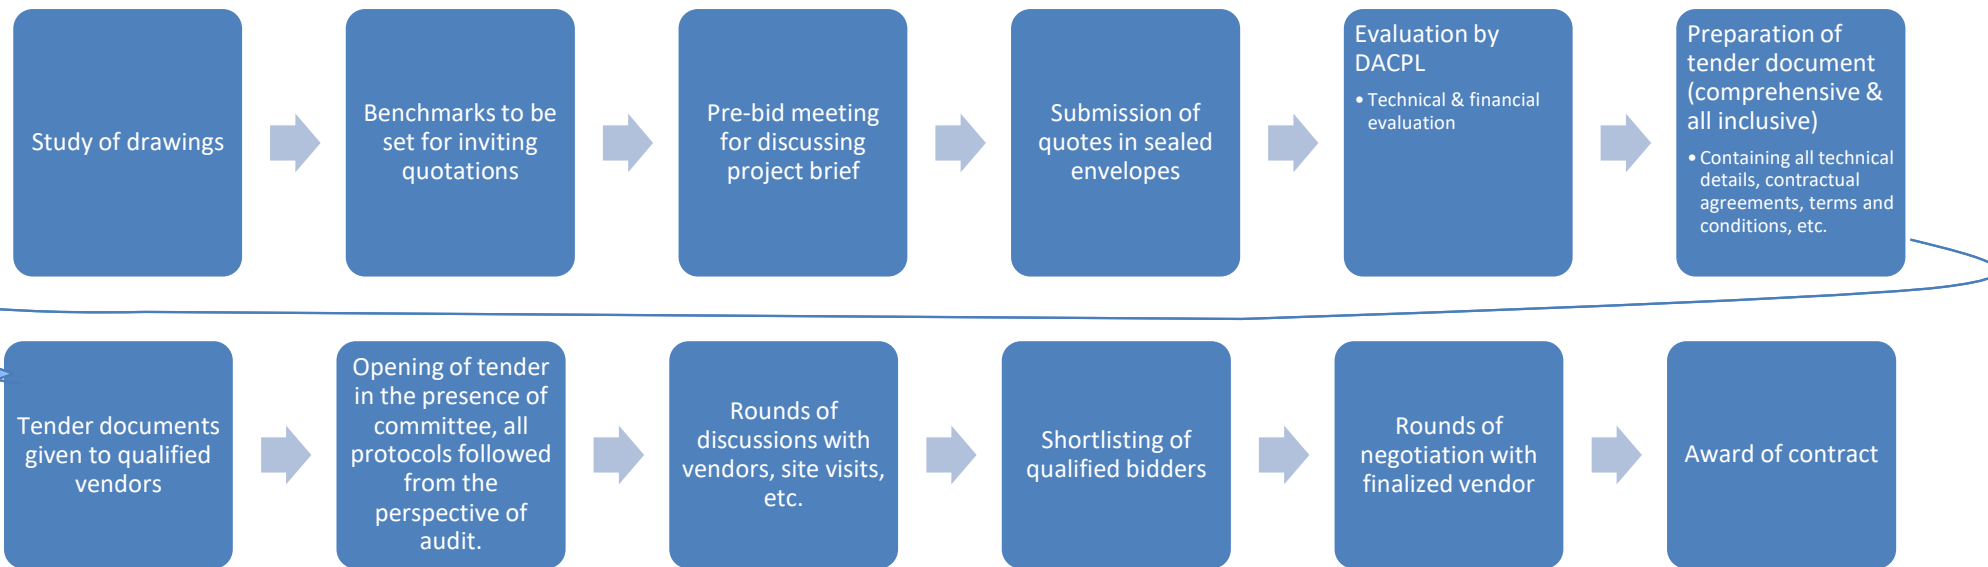 Study of drawings
Benchmarks to be
set for inviting
quotations
Pre-bid meeting
for discussing
project brief
Submission of
quotes in sealed
envelopes
Evaluation by
DACPL
• Technical & financial
evaluation
Preparation of
tender document
(comprehensive &
all inclusive)
• Containing all technical
details, contractual
agreements, terms and
conditions, etc.
Tender documents
given to qualified
vendors
Opening of tender
in the presence of
committee, all
protocols followed
from the
perspective of
audit.
Rounds of
discussions with
vendors, site visits,
etc.
Shortlisting of
qualified bidders
Rounds of
negotiation with
finalized vendor
Award of contract